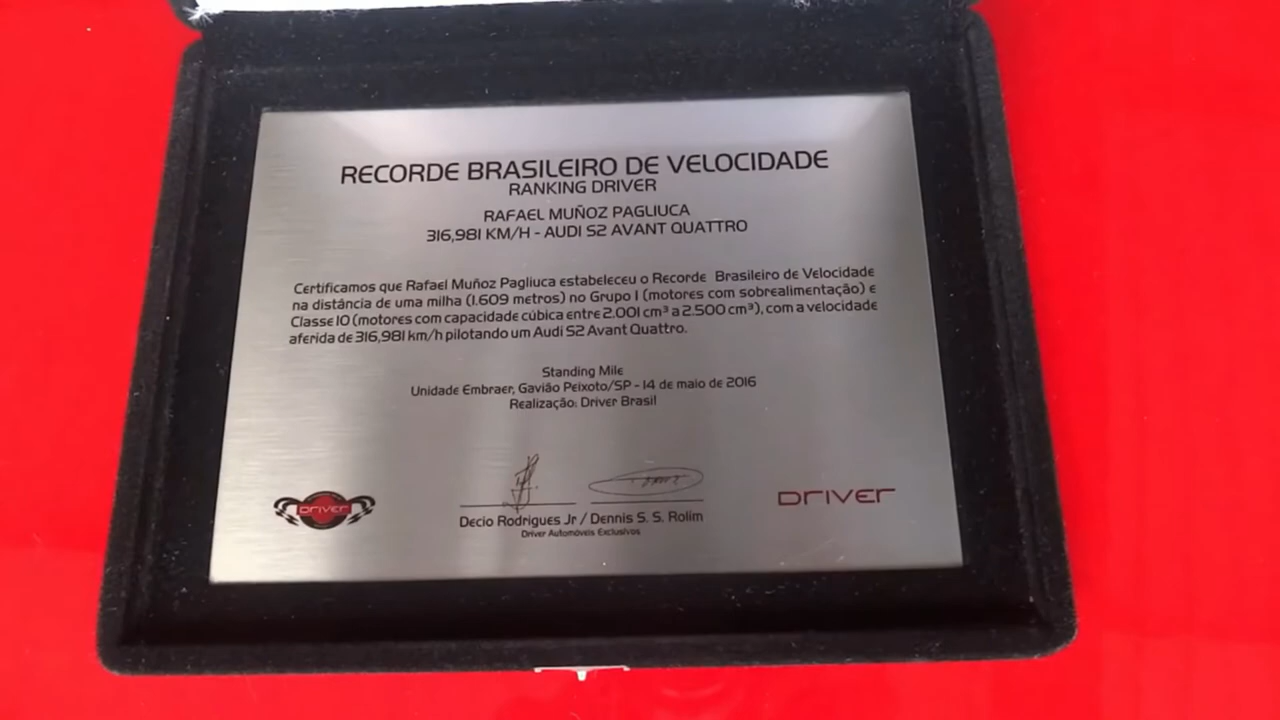 RECORDE BRASILEIRO DE VELOCIDADE
RANKING DRIVER
RAFAEL MUÑOZ PAGLIUCA
316,981 KM/H - AUDI S2 AVANT QUATTRO
Certificamos que Rafael Muñoz Pagliuca estabeleceu o Recorde Brasileiro de Velocidade
na distância de uma milha (1.609 metros) no Grupo I (motores com sobrealimentação) e
Classe 10 (motores com capacidade cúbica entre 2.001 cm³ a 2.500 cm³), com a velocidade
aferida de 316,981 km/h pilotando um Audi S2 Avant Quattro.
Standing Mile
Unidade Embraer, Gavião Peixoto/SP - 14 de maio de 2016
Realização: Driver Brasil
DRIVER
DRIVER
Decio Rodrigues Jr / Dennis S. S. Rolim
Driver Automóveis Exclusivos